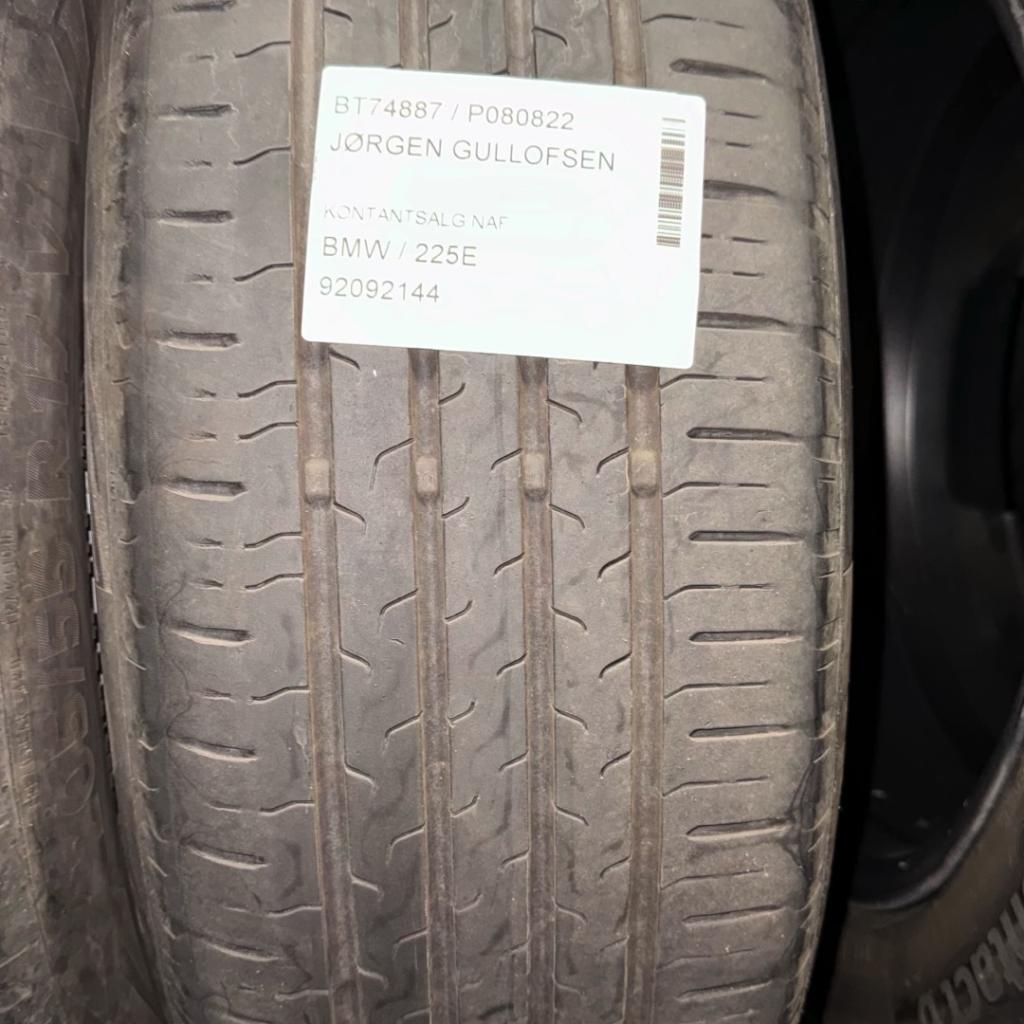 BT74887 / P080822
JØRGEN GULLOFSEN
KONTANTSALG NAF
BMW / 225E
92092144